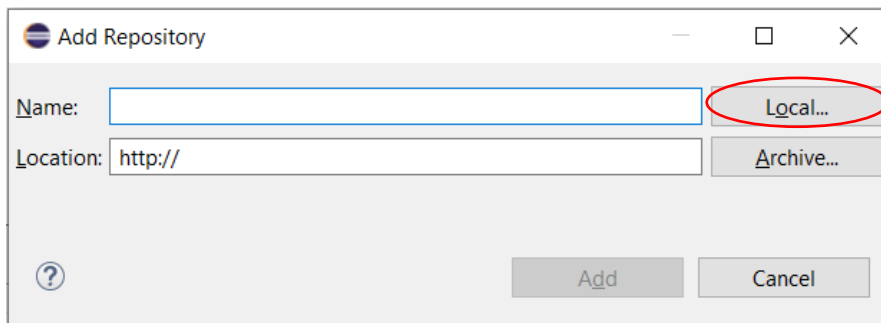 Add Repository
Name: Local...
Location: http:// Archive...
? Add Cancel